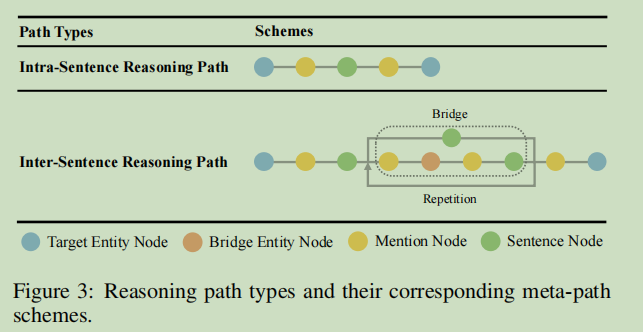 Path Types Schemes
Intra-Sentence Reasoning Path
Bridge
Inter-Sentence Reasoning Path
Repetition
Target Entity Node Bridge Entity Node Mention Node Sentence Node
Figure 3: Reasoning path types and their corresponding meta-path
schemes.